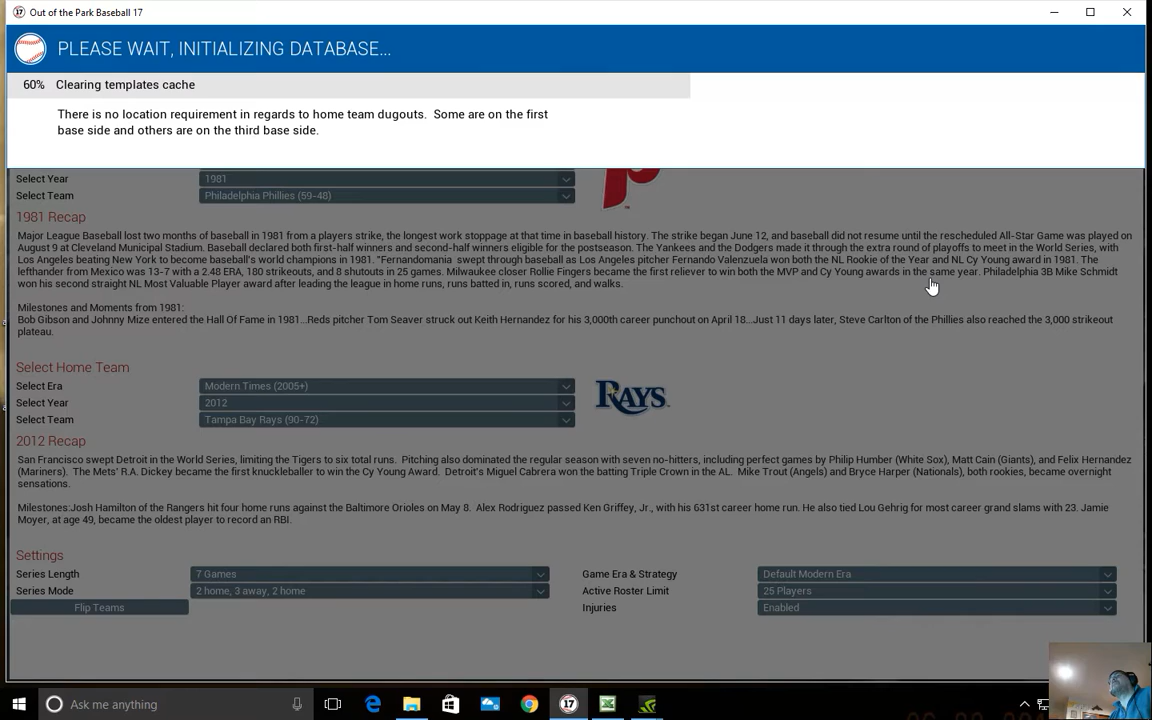 Out of the Park Baseball 17
PLEASE WAIT, INITIALIZING DATABASE...
60% Clearing templates cache
There is no location requirement in regards to home team dugouts. Some are on the first
base side and others are on the third base side.
Select Year 1981
Select Team Philadelphia Phillies (59-48)
1981 Recap
Major League Baseball lost two months of baseball in 1981 from a players strike, the longest work stoppage at that time in baseball history. The strike began June 12, and baseball did not resume until the rescheduled All-Star Game was played on
August 9 at Cleveland Municipal Stadium. Baseball declared both first-half winners and second-half winners eligible for the postseason. The Yankees and the Dodgers made it through the extra round of playoffs to meet in the World Series, with
Los Angeles beating New York to become baseball's world champions in 1981. "Fernandomania swept through baseball as Los Angeles pitcher Fernando Valenzuela won both the NL Rookie of the Year and NL Cy Young award in 1981. The
lefthander from Mexico was 13-7 with a 2.48 ERA, 180 strikeouts, and 8 shutouts in 25 games. Milwaukee closer Rollie Fingers became the first reliever to win both the MVP and Cy Young awards in the same year. Philadelphia 3B Mike Schmidt
won his second straight NL Most Valuable Player award after leading the league in home runs, runs batted in, runs scored, and walks.
Milestones and Moments from 1981:
Bob Gibson and Johnny Mize entered the Hall Of Fame in 1981...Reds pitcher Tom Seaver struck out Keith Hernandez for his 3,000th career punchout on April 18...Just 11 days later, Steve Carlton of the Phillies also reached the 3,000 strikeout
plateau.
Select Home Team
Select Era Modern Times (2005+)
RAYS
Select Year 2012
Select Team Tampa Bay Rays (90-72)
2012 Recap
San Francisco swept Detroit in the World Series, limiting the Tigers to six total runs. Pitching also dominated the regular season with seven no-hitters, including perfect games by Philip Humber (White Sox), Matt Cain (Giants), and Felix Hernandez
(Mariners). The Mets' R.A. Dickey became the first knuckleballer to win the Cy Young Award. Detroit's Miguel Cabrera won the batting Triple Crown in the AL. Mike Trout (Angels) and Bryce Harper (Nationals), both rookies, became overnight
sensations.
Milestones:Josh Hamilton of the Rangers hit four home runs against the Baltimore Orioles on May 8. Alex Rodriguez passed Ken Griffey, Jr., with his 631st career home run. He also tied Lou Gehrig for most career grand slams with 23. Jamie
Moyer, at age 49, became the oldest player to record an RBI.
Settings
Series Length 7 Games Game Era & Strategy Default Modern Era
Series Mode 2 home, 3 away, 2 home Active Roster Limit 25 Players
Flip Teams Injuries Enabled
Ask me anything
17